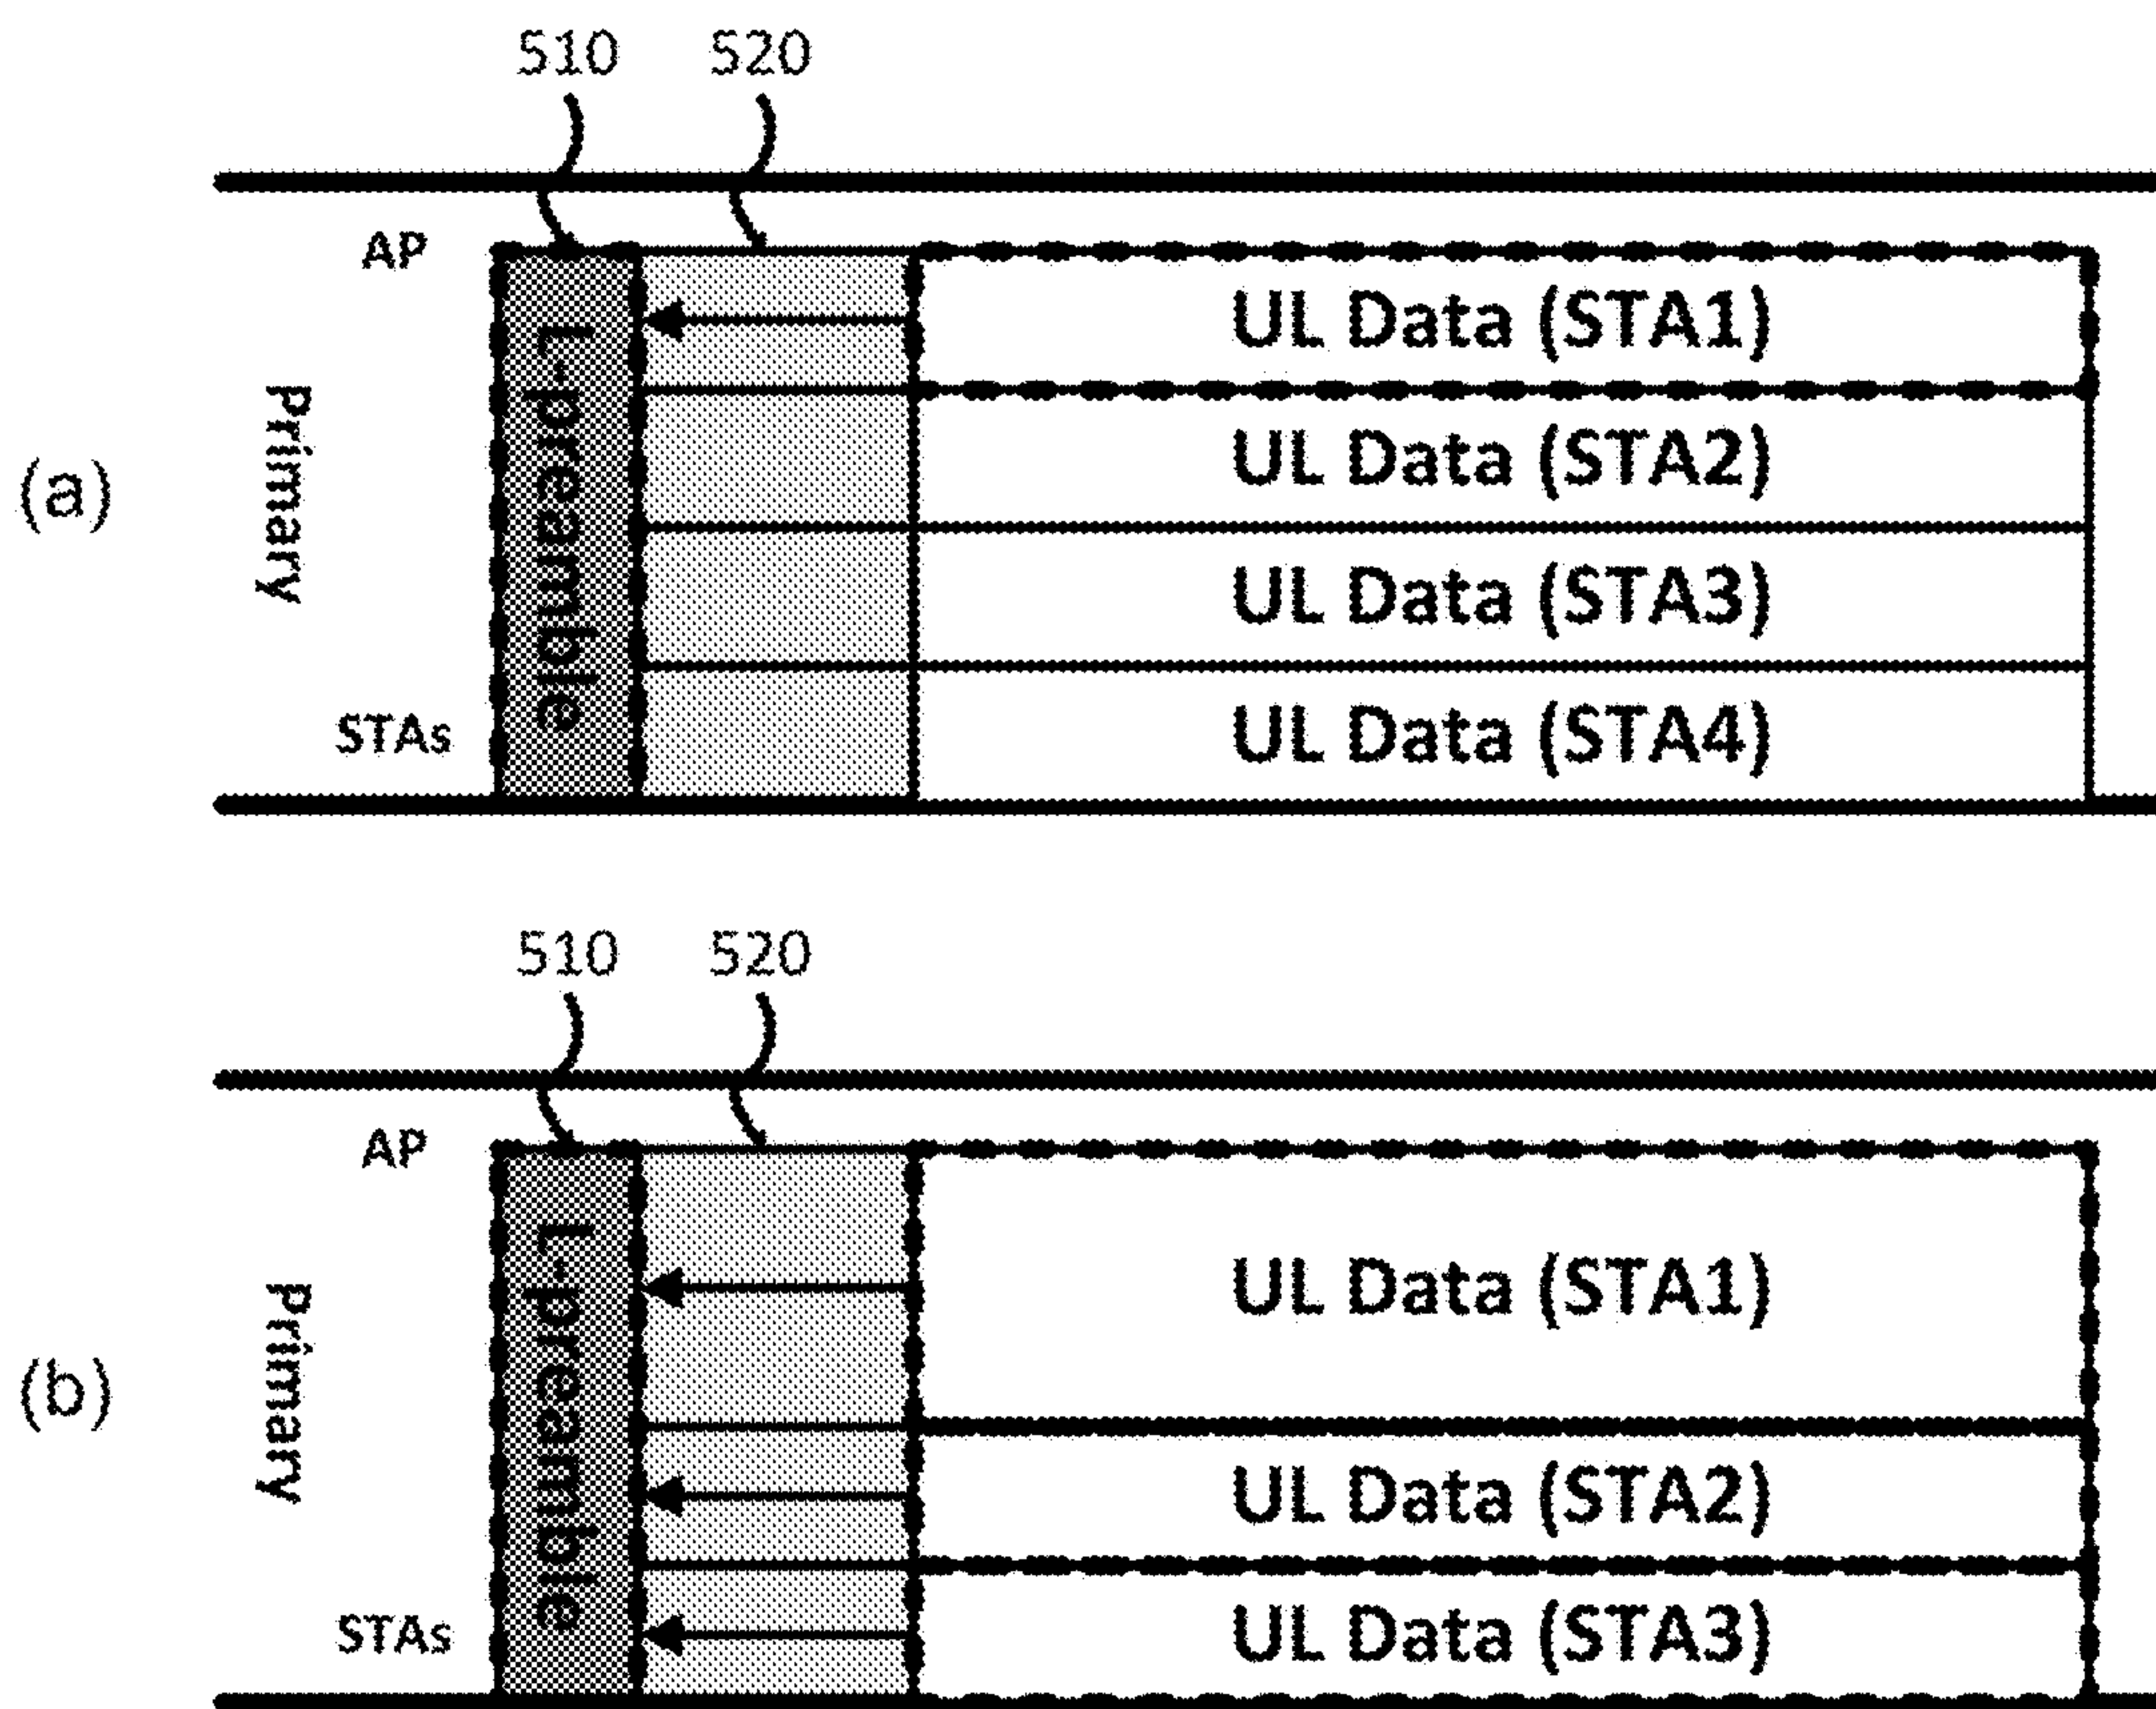 510 520
AP
UL Data (STA1)
Primary
L-preamble
UL Data (STA2)
(a)
UL Data (STA3)
STAs
UL Data (STA4)
510 520
AP
UL Data (STA1)
Primary
L-preamble
(b)
UL Data (STA2)
STAs
UL Data (STA3)